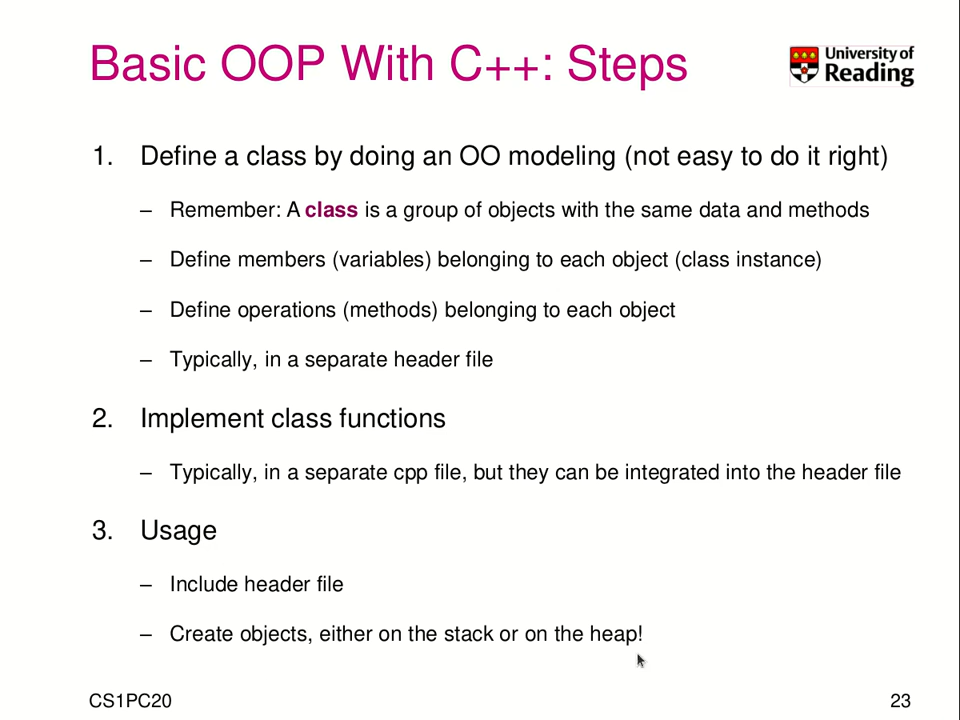 Basic OOP With C++: Steps
University of
Reading
1. Define a class by doing an OO modeling (not easy to do it right)
– Remember: A class is a group of objects with the same data and methods
– Define members (variables) belonging to each object (class instance)
– Define operations (methods) belonging to each object
– Typically, in a separate header file
2. Implement class functions
– Typically, in a separate cpp file, but they can be integrated into the header file
3. Usage
– Include header file
– Create objects, either on the stack or on the heap!
CS1PC20
23